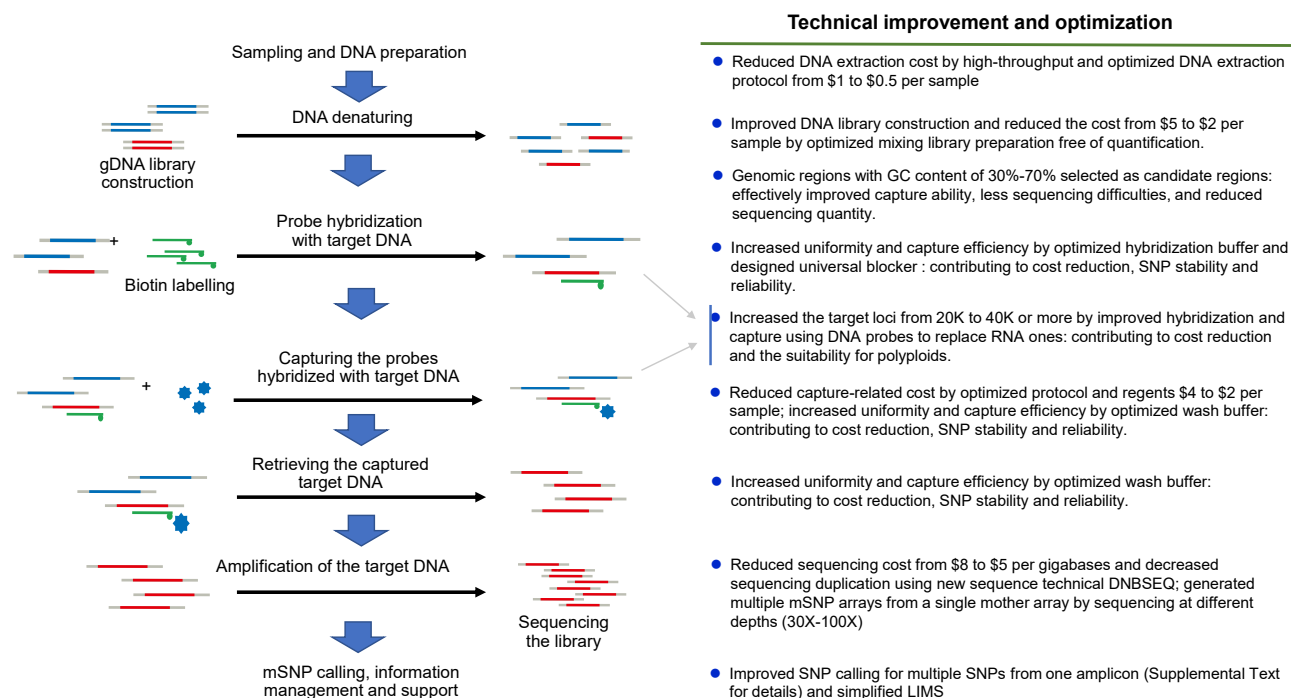 Technical improvement and optimization
Sampling and DNA preparation
DNA denaturing
gDNA library
construction
Probe hybridization
with target DNA
+
Biotin labelling
Capturing the probes
hybridized with target DNA
+
Retrieving the captured
target DNA
Amplification of the target DNA
Sequencing
the library
mSNP calling, information
management and support
Reduced DNA extraction cost by high-throughput and optimized DNA extraction
protocol from $1 to $0.5 per sample
Improved DNA library construction and reduced the cost from $5 to $2 per
sample by optimized mixing library preparation free of quantification.
Genomic regions with GC content of 30%-70% selected as candidate regions:
effectively improved capture ability, less sequencing difficulties, and reduced
sequencing quantity.
Increased uniformity and capture efficiency by optimized hybridization buffer and
designed universal blocker : contributing to cost reduction, SNP stability and
reliability.
Increased the target loci from 20K to 40K or more by improved hybridization and
capture using DNA probes to replace RNA ones: contributing to cost reduction
and the suitability for polyploids.
Reduced capture-related cost by optimized protocol and regents $4 to $2 per
sample; increased uniformity and capture efficiency by optimized wash buffer:
contributing to cost reduction, SNP stability and reliability.
Increased uniformity and capture efficiency by optimized wash buffer:
contributing to cost reduction, SNP stability and reliability.
Reduced sequencing cost from $8 to $5 per gigabases and decreased
sequencing duplication using new sequence technical DNBSEQ; generated
multiple mSNP arrays from a single mother array by sequencing at different
depths (30X-100X)
Improved SNP calling for multiple SNPs from one amplicon (Supplemental Text
for details) and simplified LIMS